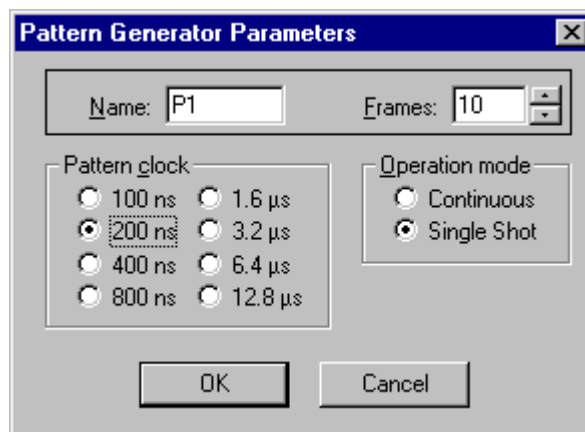 Pattern Generator Parameters
Name: P1 Frames: 10
Pattern clock
100 ns 1.6 µs
200 ns 3.2 µs
400 ns 6.4 µs
800 ns 12.8 µs
Operation mode
Continuous
Single Shot
OK Cancel